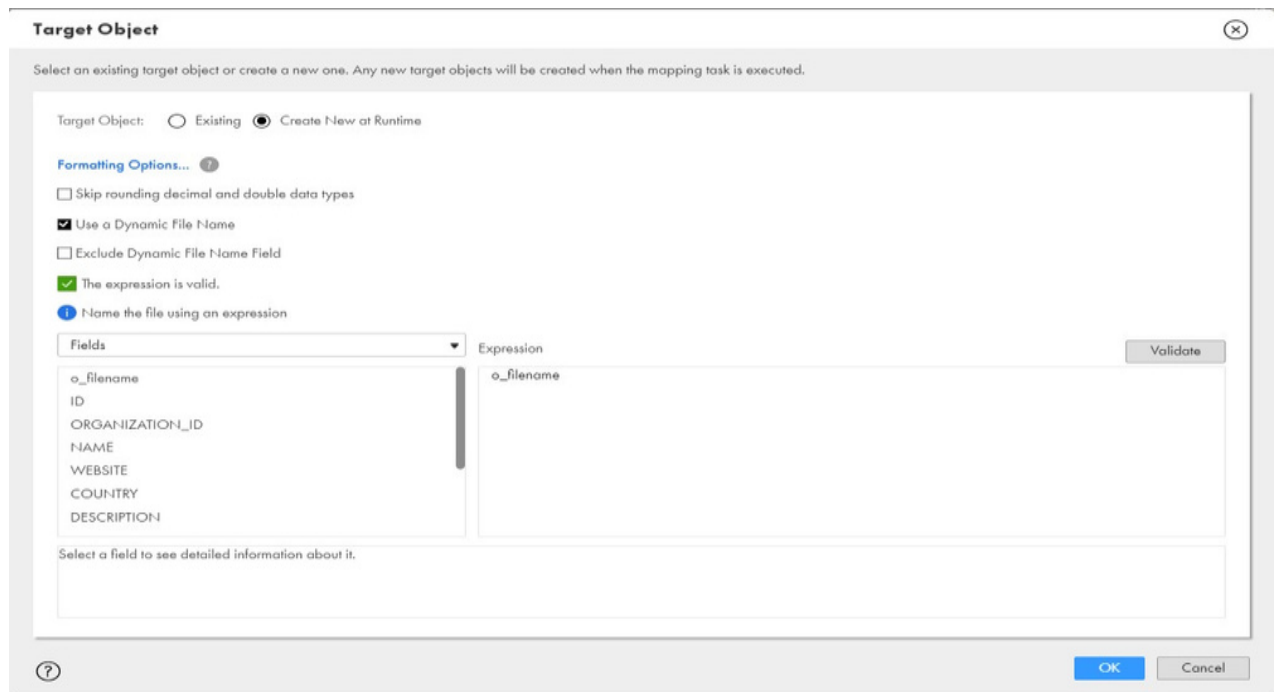 Target Object
Select an existing target object or create a new one. Any new target objects will be created when the mapping task is executed.
Target Object: Existing Create New at Runtime
Formatting Options... ?
Skip rounding decimal and double data types
Use a Dynamic File Name
Exclude Dynamic File Name Field
The expression is valid.
i Name the file using an expression
Fields
Expression
Validate
o_filename
ID
ORGANIZATION_ID
NAME
WEBSITE
COUNTRY
DESCRIPTION
o_filename
Select a field to see detailed information about it.
? OK Cancel